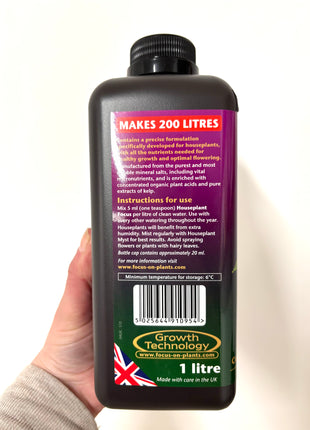 MAKES 200 LITRES
Contains a precise formulation
specifically developed for houseplants,
with all the nutrients needed for
healthy growth and optimal flowering.
Manufactured from the purest and most
soluble mineral salts, including vital
micronutrients, and is enriched with
concentrated organic plant acids and pure
extracts of kelp.
Instructions for use
Mix 5 ml (one teaspoon) Houseplant
Focus per litre of clean water. Use with
every other watering throughout the year.
Houseplants will benefit from extra
humidity. Mist regularly with Houseplant
Myst for best results. Avoid spraying
flowers or plants with hairy leaves.
Bottle cap contains approximately 20 ml.
For more information visit
www.focus-on-plants.com
Minimum temperature for storage: 6°C
5 025644 910954 >
Growth
Technology
www.focus-on-plants.com
1 litre
Made with care in the UK